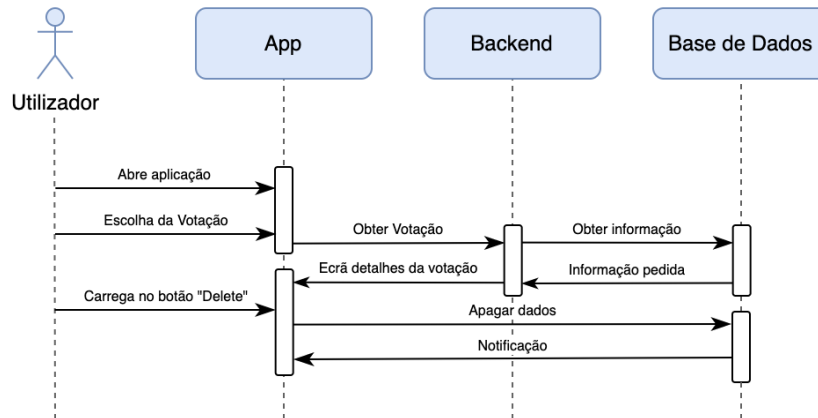 App
Backend
Base de Dados
Utilizador
Abre aplicação
Escolha da Votação
Obter Votação
Obter informação
Ecrã detalhes da votação
Informação pedida
Carrega no botão "Delete"
Apagar dados
Notificação